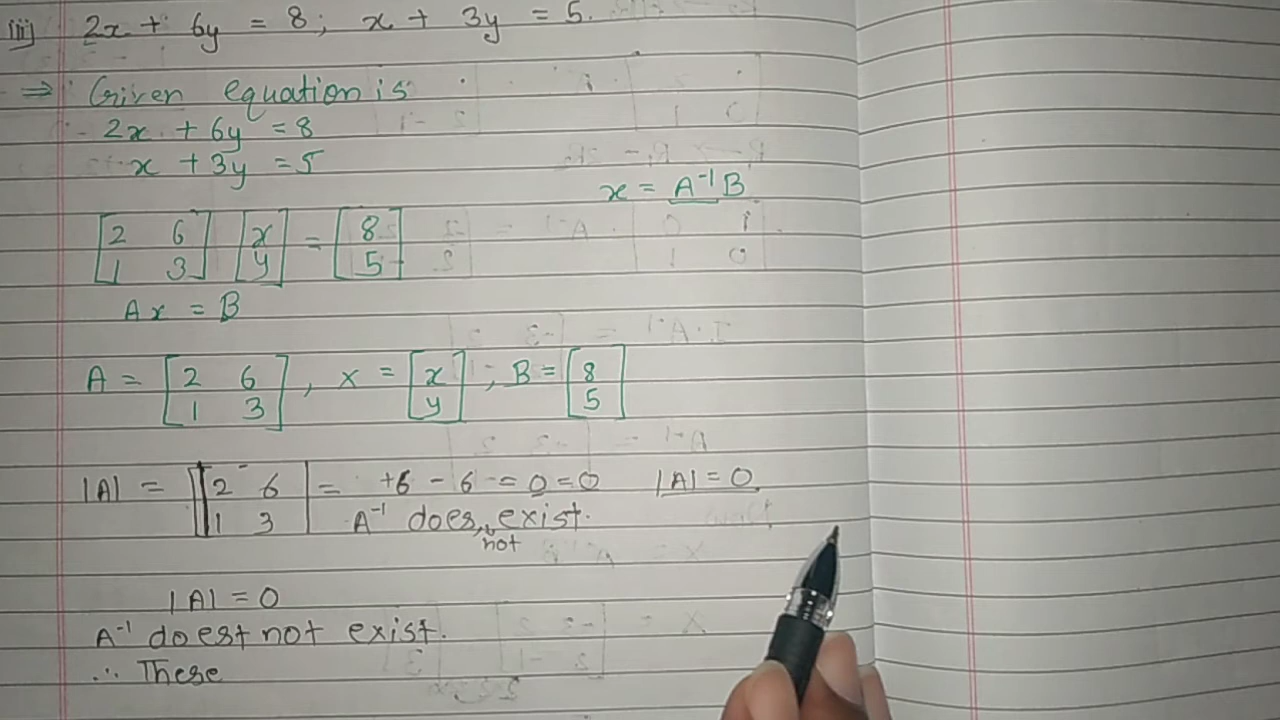 iii) 2x + 6y = 8; x + 3y = 5.
⇒ Given equation is
2x + 6y = 8
x + 3y = 5
x = A⁻¹B
[2 6] [x] = [8]
[1 3] [y] [5]
Ax = B
A = [2 6], x = [x], B = [8]
[1 3] [y] [5]
|A| = |2 6| = +6 - 6 = 0 = 0 |A| = 0.
|1 3| A⁻¹ does not exist.
|A| = 0
A⁻¹ doest not exist.
∴ These